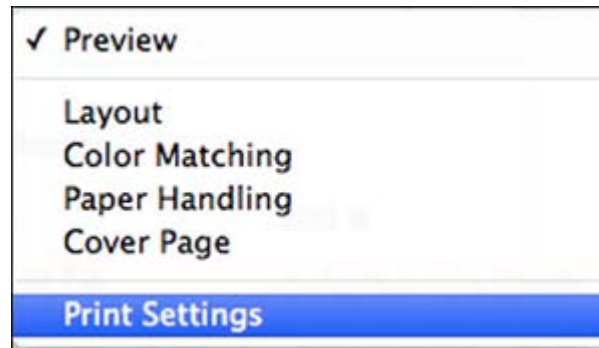 ✓ Preview
Layout
Color Matching
Paper Handling
Cover Page
Print Settings